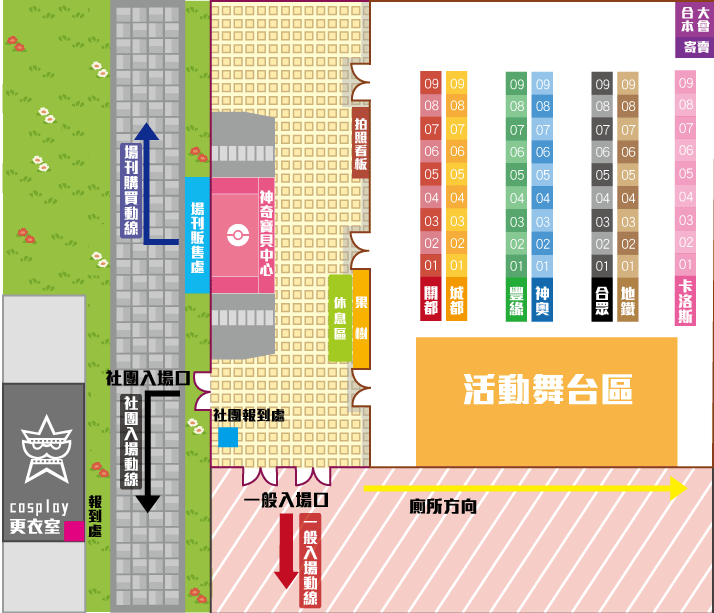 大會
合本
寄賣
09 09 09 09 09 09 09
08 08 08 08 08 08 08
07 07 07 07 07 07 07
06 06 06 06 06 06 06
05 05 05 05 05 05 05
04 04 04 04 04 04 04
03 03 03 03 03 03 03
02 02 02 02 02 02 02
01 01 01 01 01 01 01
關都
城都
豐緣
神奧
合眾
地鐵
卡洛斯
拍照看板
場刊購買動線
場刊販售處
神奇寶貝中心
休息區
果樹
活動舞台區
社團入場口
社團入場動線
社團報到處
cosplay
更衣室
報到處
一般入場口
一般入場動線
廁所方向